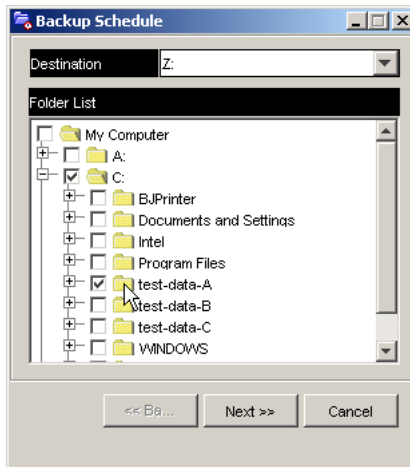 Backup Schedule
Destination Z:
Folder List
My Computer
A:
C:
BJPrinter
Documents and Settings
Intel
Program Files
test-data-A
test-data-B
test-data-C
WINDOWS
<< Ba...
Next >>
Cancel